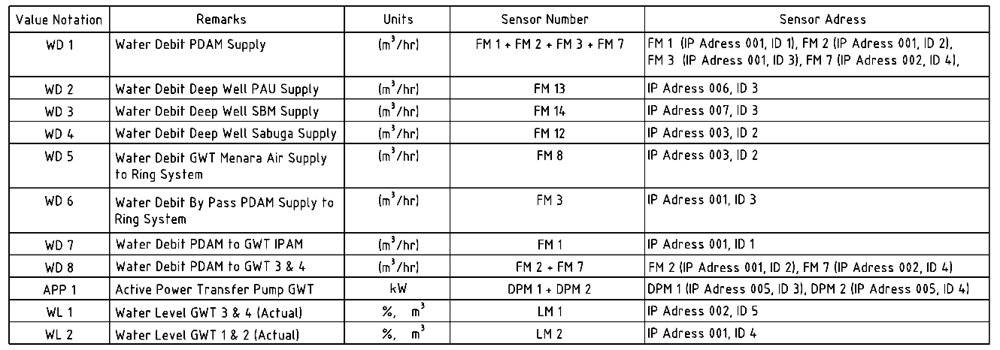 Value Notation Remarks Units Sensor Number Sensor Adress
WD 1 Water Debit PDAM Supply (m³/hr) FM 1 + FM 2 + FM 3 + FM 7 FM 1 (IP Adress 001, ID 1), FM 2 (IP Adress 001, ID 2),
FM 3 (IP Adress 001, ID 3), FM 7 (IP Adress 002, ID 4),
WD 2 Water Debit Deep Well PAU Supply (m³/hr) FM 13 IP Adress 006, ID 3
WD 3 Water Debit Deep Well SBM Supply (m³/hr) FM 14 IP Adress 007, ID 3
WD 4 Water Debit Deep Well Sabuga Supply (m³/hr) FM 12 IP Adress 003, ID 2
WD 5 Water Debit GWT Menara Air Supply (m³/hr) FM 8 IP Adress 003, ID 2
to Ring System
WD 6 Water Debit By Pass PDAM Supply to (m³/hr) FM 3 IP Adress 001, ID 3
Ring System
WD 7 Water Debit PDAM to GWT IPAM (m³/hr) FM 1 IP Adress 001, ID 1
WD 8 Water Debit PDAM to GWT 3 & 4 (m³/hr) FM 2 + FM 7 FM 2 (IP Adress 001, ID 2), FM 7 (IP Adress 002, ID 4)
APP 1 Active Power Transfer Pump GWT kW DPM 1 + DPM 2 DPM 1 (IP Adress 005, ID 3), DPM 2 (IP Adress 005, ID 4)
WL 1 Water Level GWT 3 & 4 (Actual) %, m³ LM 1 IP Adress 002, ID 5
WL 2 Water Level GWT 1 & 2 (Actual) %, m³ LM 2 IP Adress 001, ID 4